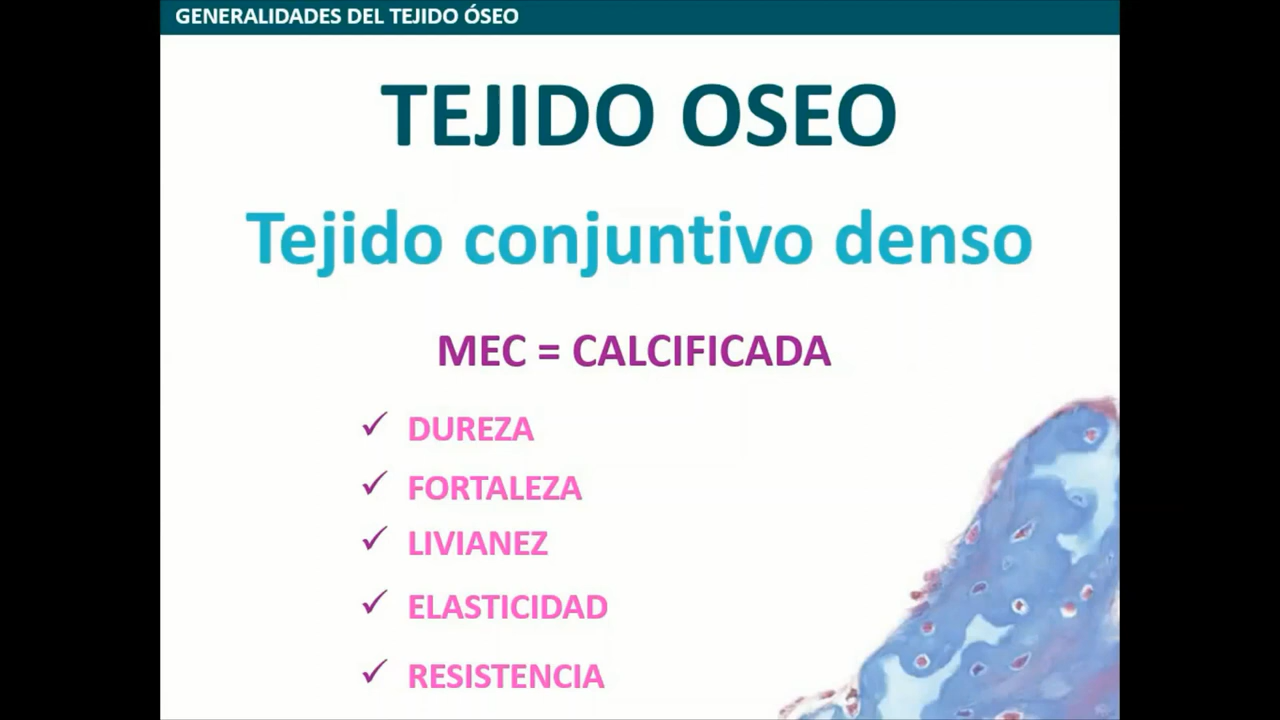 GENERALIDADES DEL TEJIDO ÓSEO
TEJIDO OSEO
Tejido conjuntivo denso
MEC = CALCIFICADA
✓ DUREZA
✓ FORTALEZA
✓ LIVIANEZ
✓ ELASTICIDAD
✓ RESISTENCIA